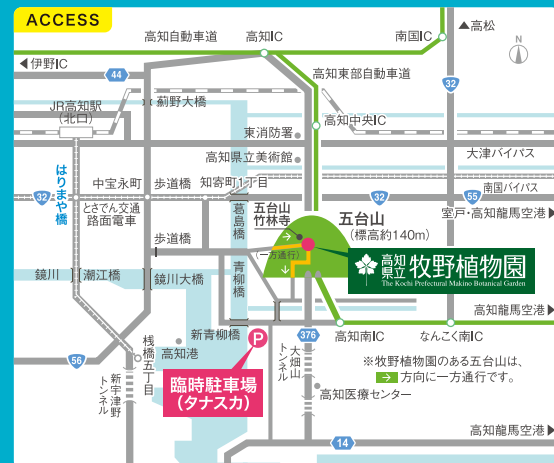 ACCESS
高知自動車道
高知IC
南国IC
▲高松
N
◀伊野IC
44
高知東部自動車道
32
JR高知駅
(北口)
薊野大橋
高知中央IC
東消防署
高知県立美術館
大津バイパス
はりまや橋
中宝永町
歩道橋
知寄町1丁目
南国バイパス
32
32
55
とさでん交通
路面電車
葛島橋
五台山
竹林寺
五台山
(標高約140m)
室戸・高知龍馬空港▶
歩道橋
(一方通行)
高知
県立
牧野植物園
The Kochi Prefectural Makino Botanical Garden
鏡川
潮江橋
鏡川大橋
青柳橋
高知龍馬空港▶
新青柳橋
P
376
高知南IC
なんこく南IC
56
桟橋五丁目
高知港
大畑山
トンネル
※牧野植物園のある五台山は、
→方向に一方通行です。
新宇津野
トンネル
臨時駐車場
(タナスカ)
高知医療センター
14
高知龍馬空港▶